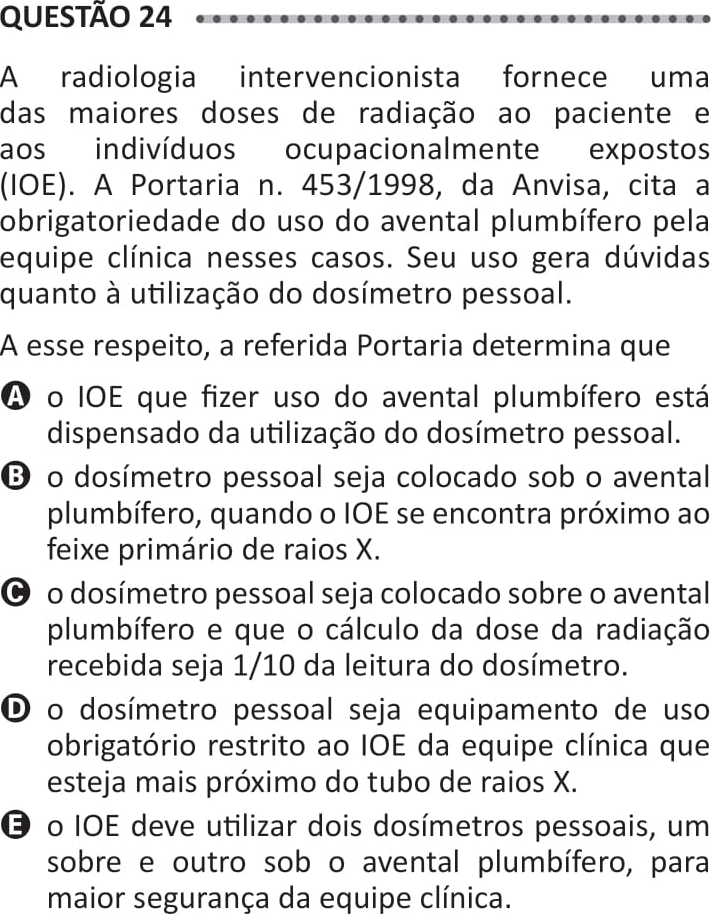 QUESTÃO 24
A radiologia intervencionista fornece uma
das maiores doses de radiação ao paciente e
aos indivíduos ocupacionalmente expostos
(IOE). A Portaria n. 453/1998, da Anvisa, cita a
obrigatoriedade do uso do avental plumbífero pela
equipe clínica nesses casos. Seu uso gera dúvidas
quanto à utilização do dosímetro pessoal.
A esse respeito, a referida Portaria determina que
A o IOE que fizer uso do avental plumbífero está
dispensado da utilização do dosímetro pessoal.
B o dosímetro pessoal seja colocado sob o avental
plumbífero, quando o IOE se encontra próximo ao
feixe primário de raios X.
C o dosímetro pessoal seja colocado sobre o avental
plumbífero e que o cálculo da dose da radiação
recebida seja 1/10 da leitura do dosímetro.
D o dosímetro pessoal seja equipamento de uso
obrigatório restrito ao IOE da equipe clínica que
esteja mais próximo do tubo de raios X.
E o IOE deve utilizar dois dosímetros pessoais, um
sobre e outro sob o avental plumbífero, para
maior segurança da equipe clínica.